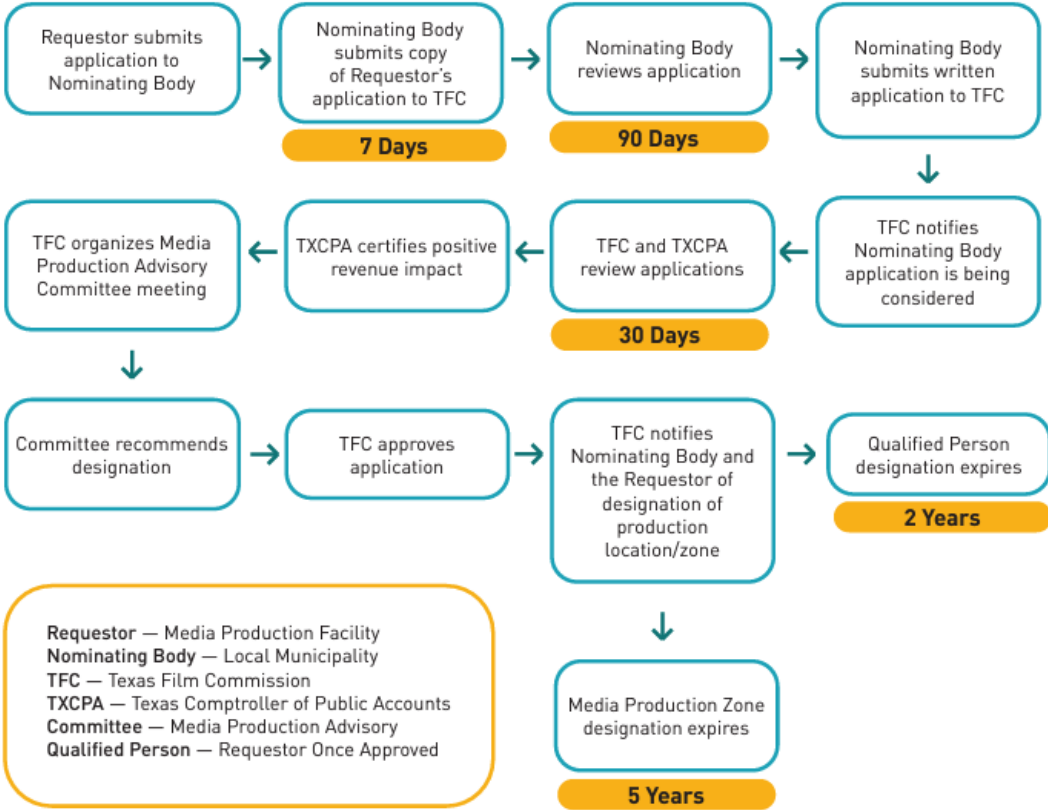 Requestor submits
application to
Nominating Body
Nominating Body
submits copy
of Requestor's
application to TFC
7 Days
Nominating Body
reviews application
90 Days
Nominating Body
submits written
application to TFC
TFC notifies
Nominating Body
application is being
considered
TFC and TXCPA
review applications
30 Days
TXCPA certifies positive
revenue impact
TFC organizes Media
Production Advisory
Committee meeting
Committee recommends
designation
TFC approves
application
TFC notifies
Nominating Body and
the Requestor of
designation of
production
location/zone
Qualified Person
designation expires
2 Years
Media Production Zone
designation expires
5 Years
Requestor — Media Production Facility
Nominating Body — Local Municipality
TFC — Texas Film Commission
TXCPA — Texas Comptroller of Public Accounts
Committee — Media Production Advisory
Qualified Person — Requestor Once Approved